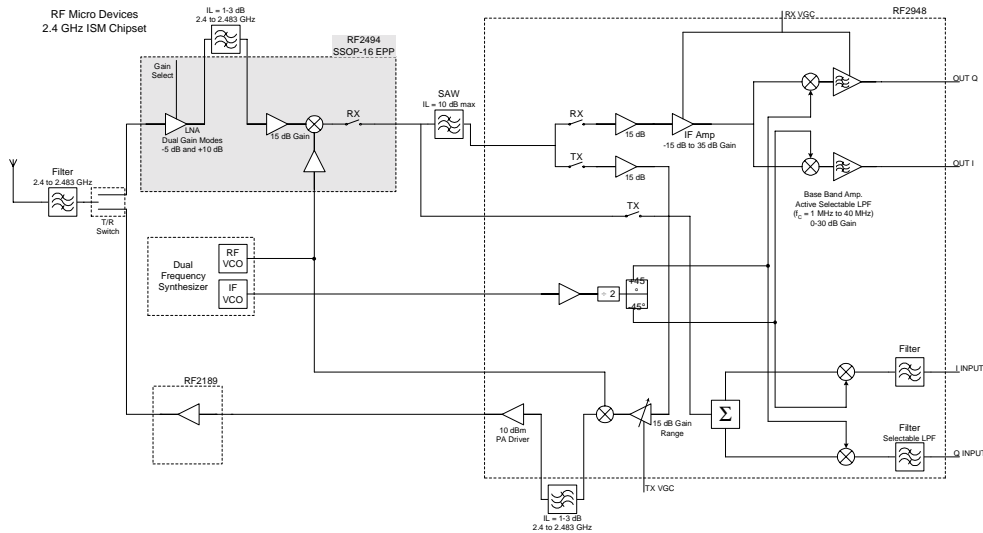 RF Micro Devices
2.4 GHz ISM Chipset
IL = 1-3 dB
2.4 to 2.483 GHz
RX VGC
RF2948
RF2494
SSOP-16 EPP
Gain
Select
LNA
Dual Gain Modes
-5 dB and +10 dB
15 dB Gain
RX
SAW
IL = 10 dB max
RX
15 dB
IF Amp
-15 dB to 35 dB Gain
OUT Q
TX
15 dB
OUT I
Base Band Amp.
Active Selectable LPF
(fC = 1 MHz to 40 MHz)
0-30 dB Gain
Filter
2.4 to 2.483 GHz
T/R
Switch
TX
Dual
Frequency
Synthesizer
RF
VCO
IF
VCO
÷ 2
+45
°
-45°
RF2189
10 dBm
PA Driver
15 dB Gain
Range
Σ
Filter
I INPUT
Filter
Selectable LPF
Q INPUT
TX VGC
IL = 1-3 dB
2.4 to 2.483 GHz